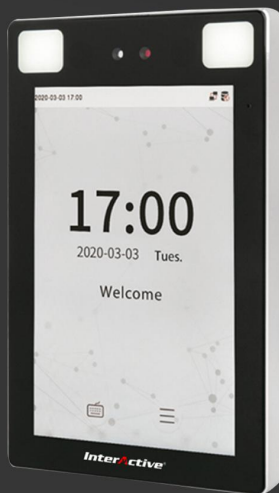 2020-03-03 17:00
17:00
2020-03-03 Tues.
Welcome
InterActive®